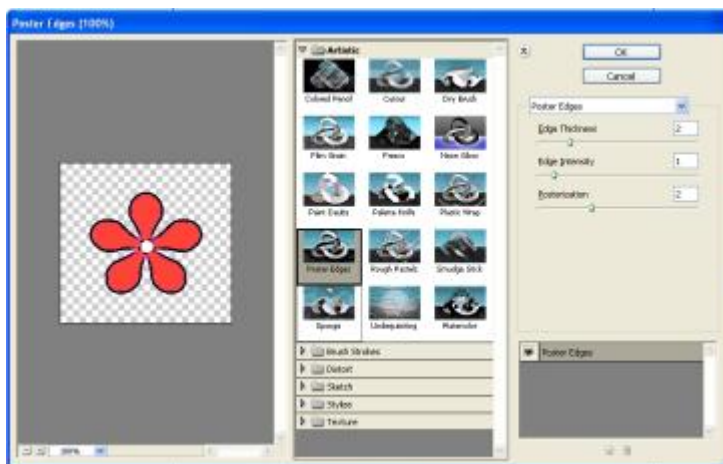 Poster Edges (100%)
Artistic
Colored Pencil
Cutout
Dry Brush
Film Grain
Fresco
Neon Glow
Paint Daubs
Palette Knife
Plastic Wrap
Poster Edges
Rough Pastels
Smudge Stick
Sponge
Underpainting
Watercolor
Brush Strokes
Distort
Sketch
Stylize
Texture
100%
OK
Cancel
Poster Edges
Edge Thickness 2
Edge Intensity 1
Posterization 2
Poster Edges